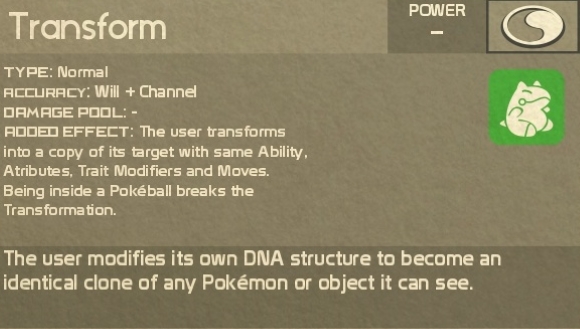 Transform
POWER
–
TYPE: Normal
ACCURACY: Will + Channel
DAMAGE POOL: -
ADDED EFFECT: The user transforms
into a copy of its target with same Ability,
Atributes, Trait Modifiers and Moves.
Being inside a Pokéball breaks the
Transformation.
The user modifies its own DNA structure to become an
identical clone of any Pokémon or object it can see.